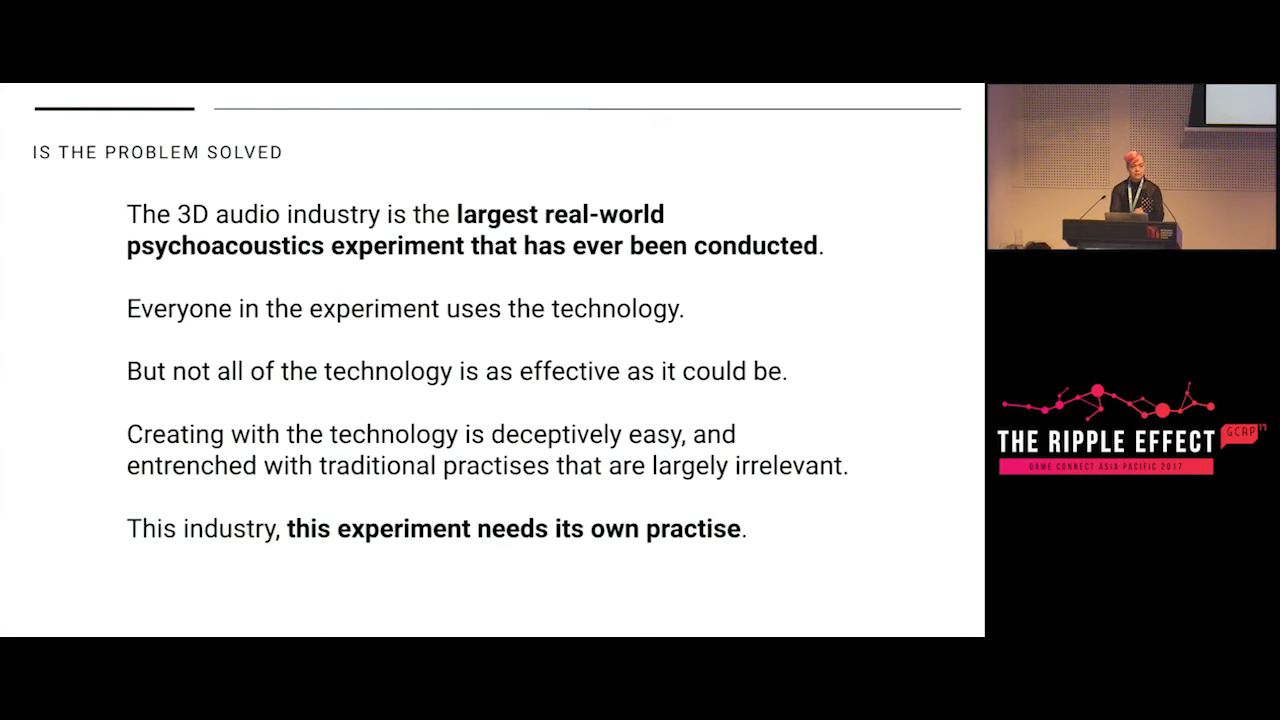 IS THE PROBLEM SOLVED
The 3D audio industry is the largest real-world
psychoacoustics experiment that has ever been conducted.
Everyone in the experiment uses the technology.
But not all of the technology is as effective as it could be.
Creating with the technology is deceptively easy, and
entrenched with traditional practises that are largely irrelevant.
This industry, this experiment needs its own practise.
THE RIPPLE EFFECT
GCAP 17
GAME CONNECT ASIA PACIFIC 2017